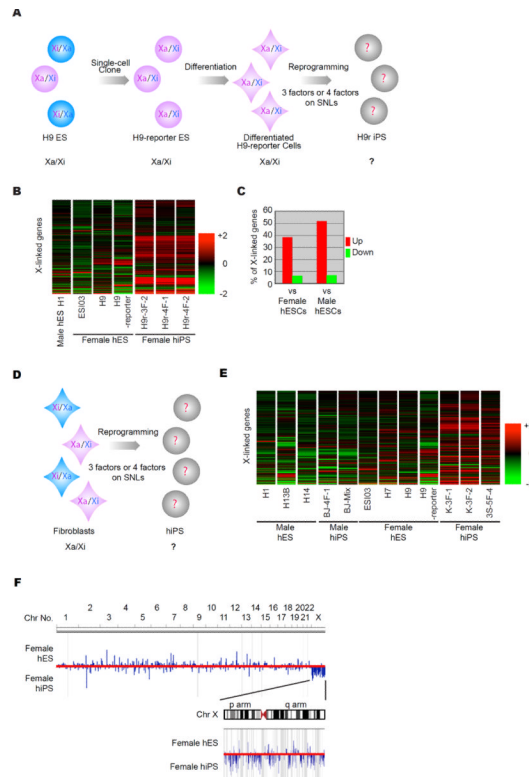 A
Xi/Xa
Xa/Xi
Xi/Xa
H9 ES
Xa/Xi
Single-cell
Clone
Xa/Xi
Xa/Xi
Xa/Xi
H9-reporter ES
Xa/Xi
Differentiation
Xa/Xi
Xa/Xi
Xa/Xi
Differentiated
H9-reporter Cells
Xa/Xi
Reprogramming
3 factors or 4 factors
on SNLs
?
?
?
H9r iPS
?
B
X-linked genes
+2
0
-2
H1
ESI03
H9
H9
-reporter
H9r-3F-2
H9r-4F-1
H9r-4F-2
Male hES
Female hES
Female hiPS
C
% of X-linked genes
60
50
40
30
20
10
0
Up
Down
vs
Female
hESCs
vs
Male
hESCs
D
Xi/Xa
Xa/Xi
Xi/Xa
Xa/Xi
Fibroblasts
Xa/Xi
Reprogramming
3 factors or 4 factors
on SNLs
?
?
?
?
hiPS
?
E
X-linked genes
+
-
H1
H13B
H14
BJ-4F-1
BJ-Mix
ESI03
H7
H9
H9
-reporter
K-3F-1
K-3F-2
3S-5F-4
Male
hES
Male
hiPS
Female
hES
Female
hiPS
F
Chr No.
1 2 3 4 5 6 7 8 9 10 11 12 13 14 15 16 17 18 19 20 21 22 X
Female
hES
Female
hiPS
p arm
q arm
Chr X
Female hES
Female hiPS